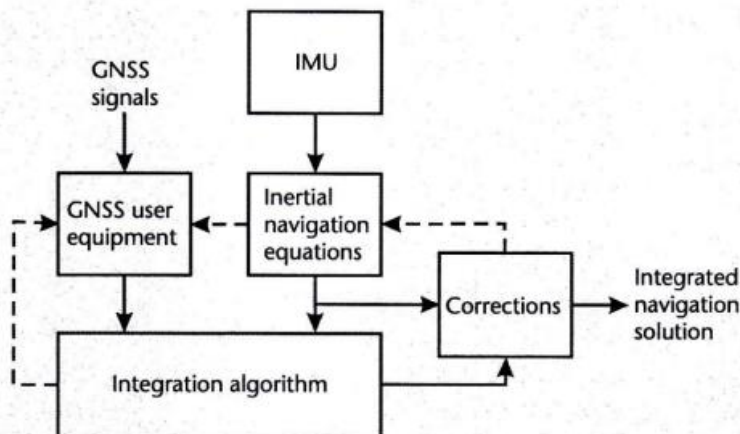 IMU
GNSS
signals
GNSS user
equipment
Inertial
navigation
equations
Corrections
Integrated
navigation
solution
Integration algorithm